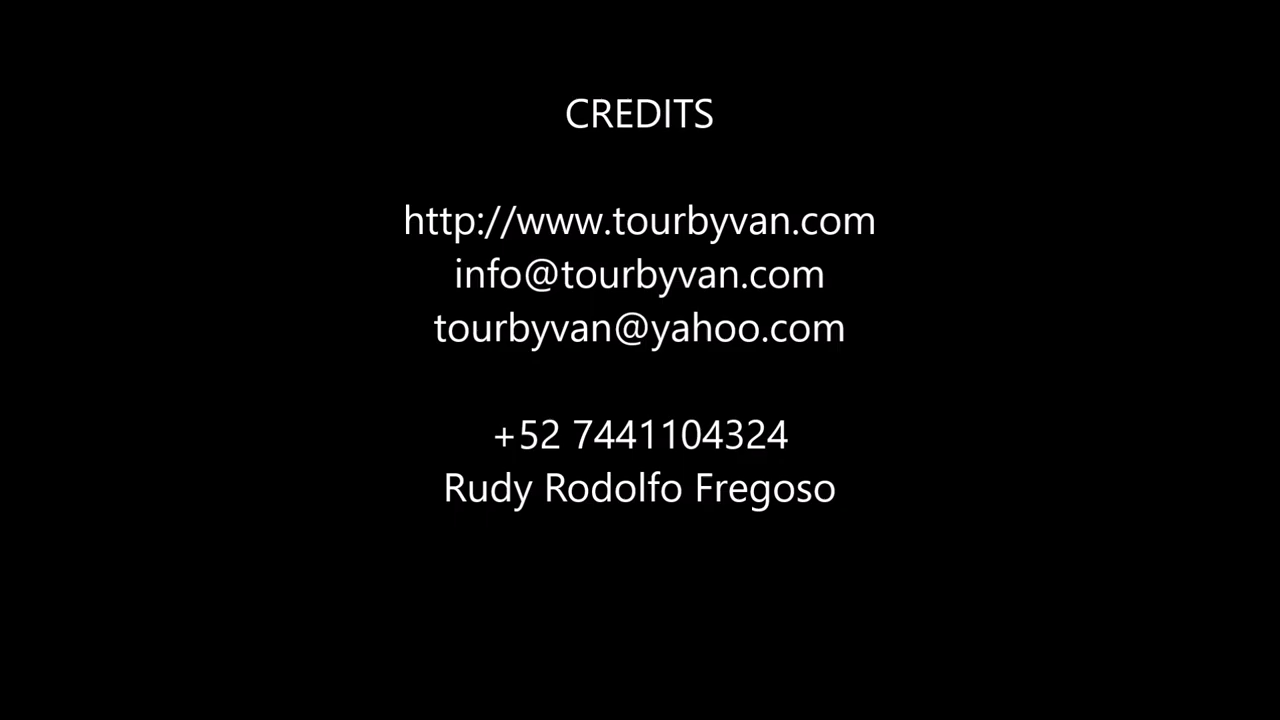 CREDITS
http://www.tourbyvan.com
info@tourbyvan.com
tourbyvan@yahoo.com
+52 7441104324
Rudy Rodolfo Fregoso